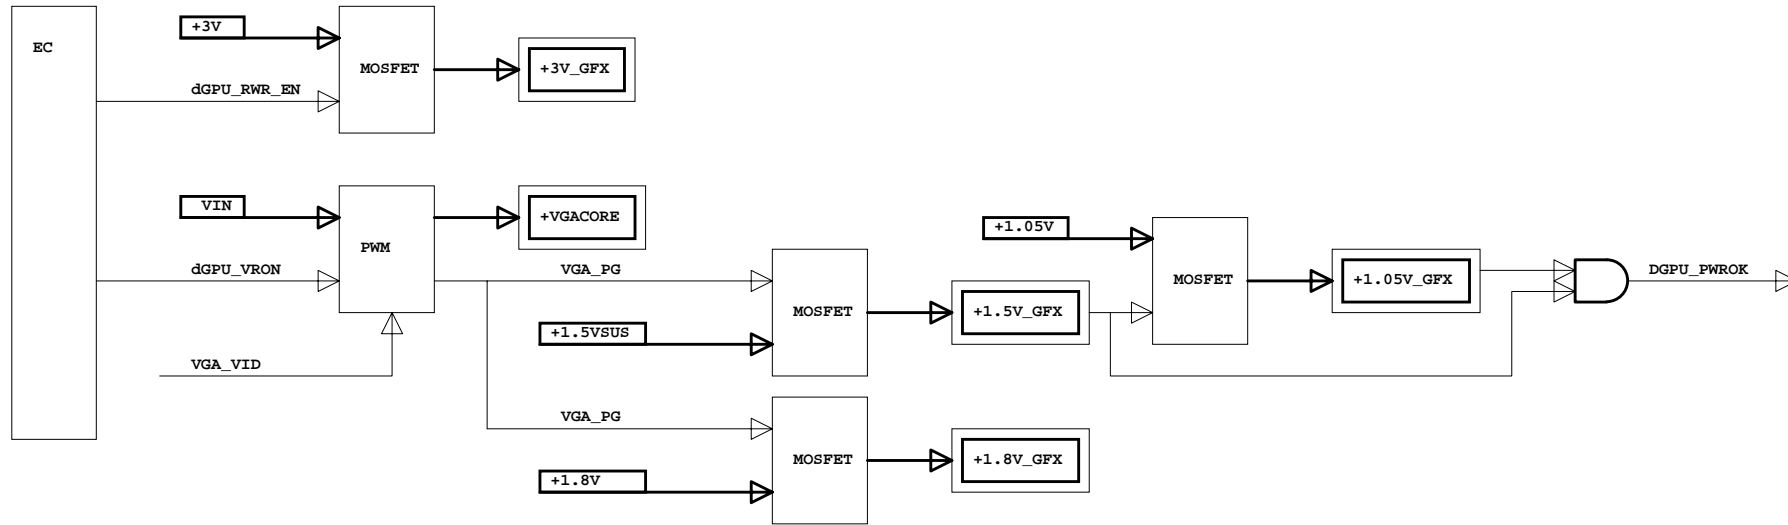 EC
+3V
MOSFET
+3V_GFX
dGPU_RWR_EN
VIN
+VGACORE
PWM
dGPU_VRON
VGA_PG
+1.05V
MOSFET
+1.05V_GFX
DGPU_PWROK
MOSFET
+1.5V_GFX
+1.5VSUS
VGA_VID
VGA_PG
MOSFET
+1.8V_GFX
+1.8V